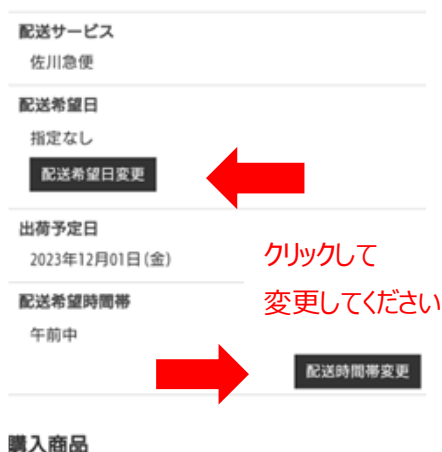 配送サービス
佐川急便
配送希望日
指定なし
配送希望日変更
出荷予定日
2023年12月01日(金)
クリックして
変更してください
配送希望時間帯
午前中
配送時間帯変更
購入商品